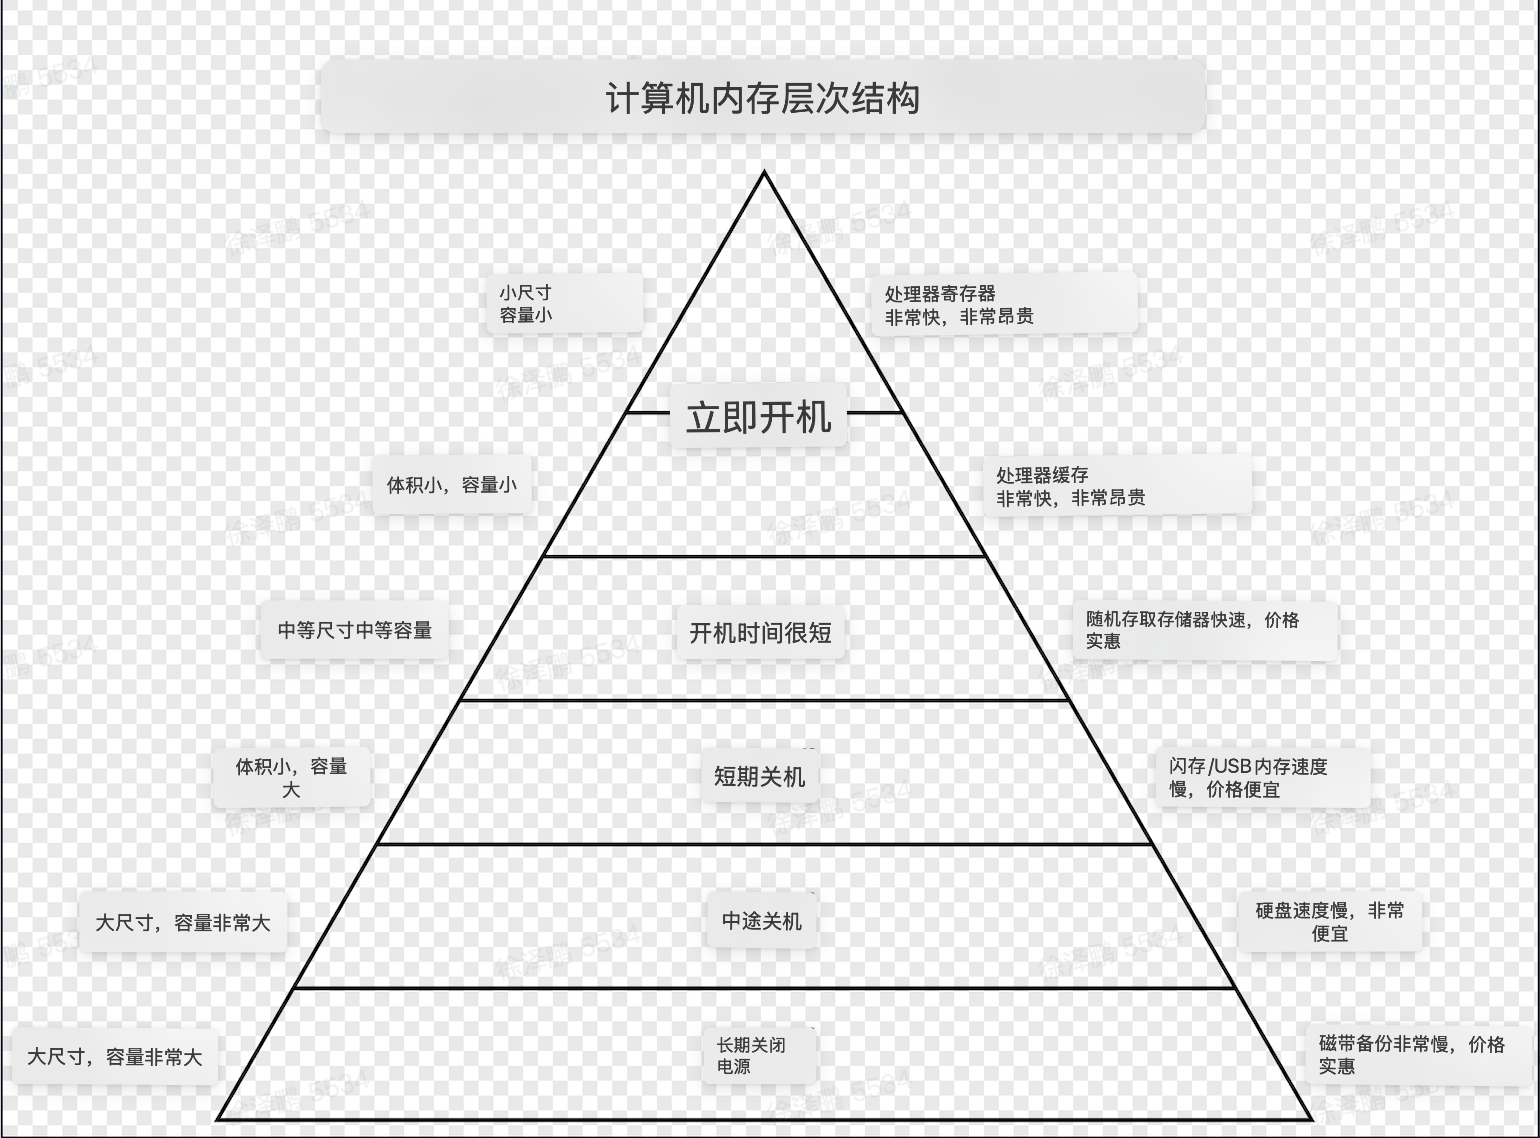 计算机内存层次结构
小尺寸
容量小
处理器寄存器
非常快，非常昂贵
立即开机
体积小，容量小
处理器缓存
非常快，非常昂贵
中等尺寸中等容量
开机时间很短
随机存取存储器快速，价格
实惠
体积小，容量
大
短期关机
闪存/USB内存速度
慢，价格便宜
大尺寸，容量非常大
中途关机
硬盘速度慢，非常
便宜
大尺寸，容量非常大
长期关闭
电源
磁带备份非常慢，价格
实惠
徐泽鹏 5534